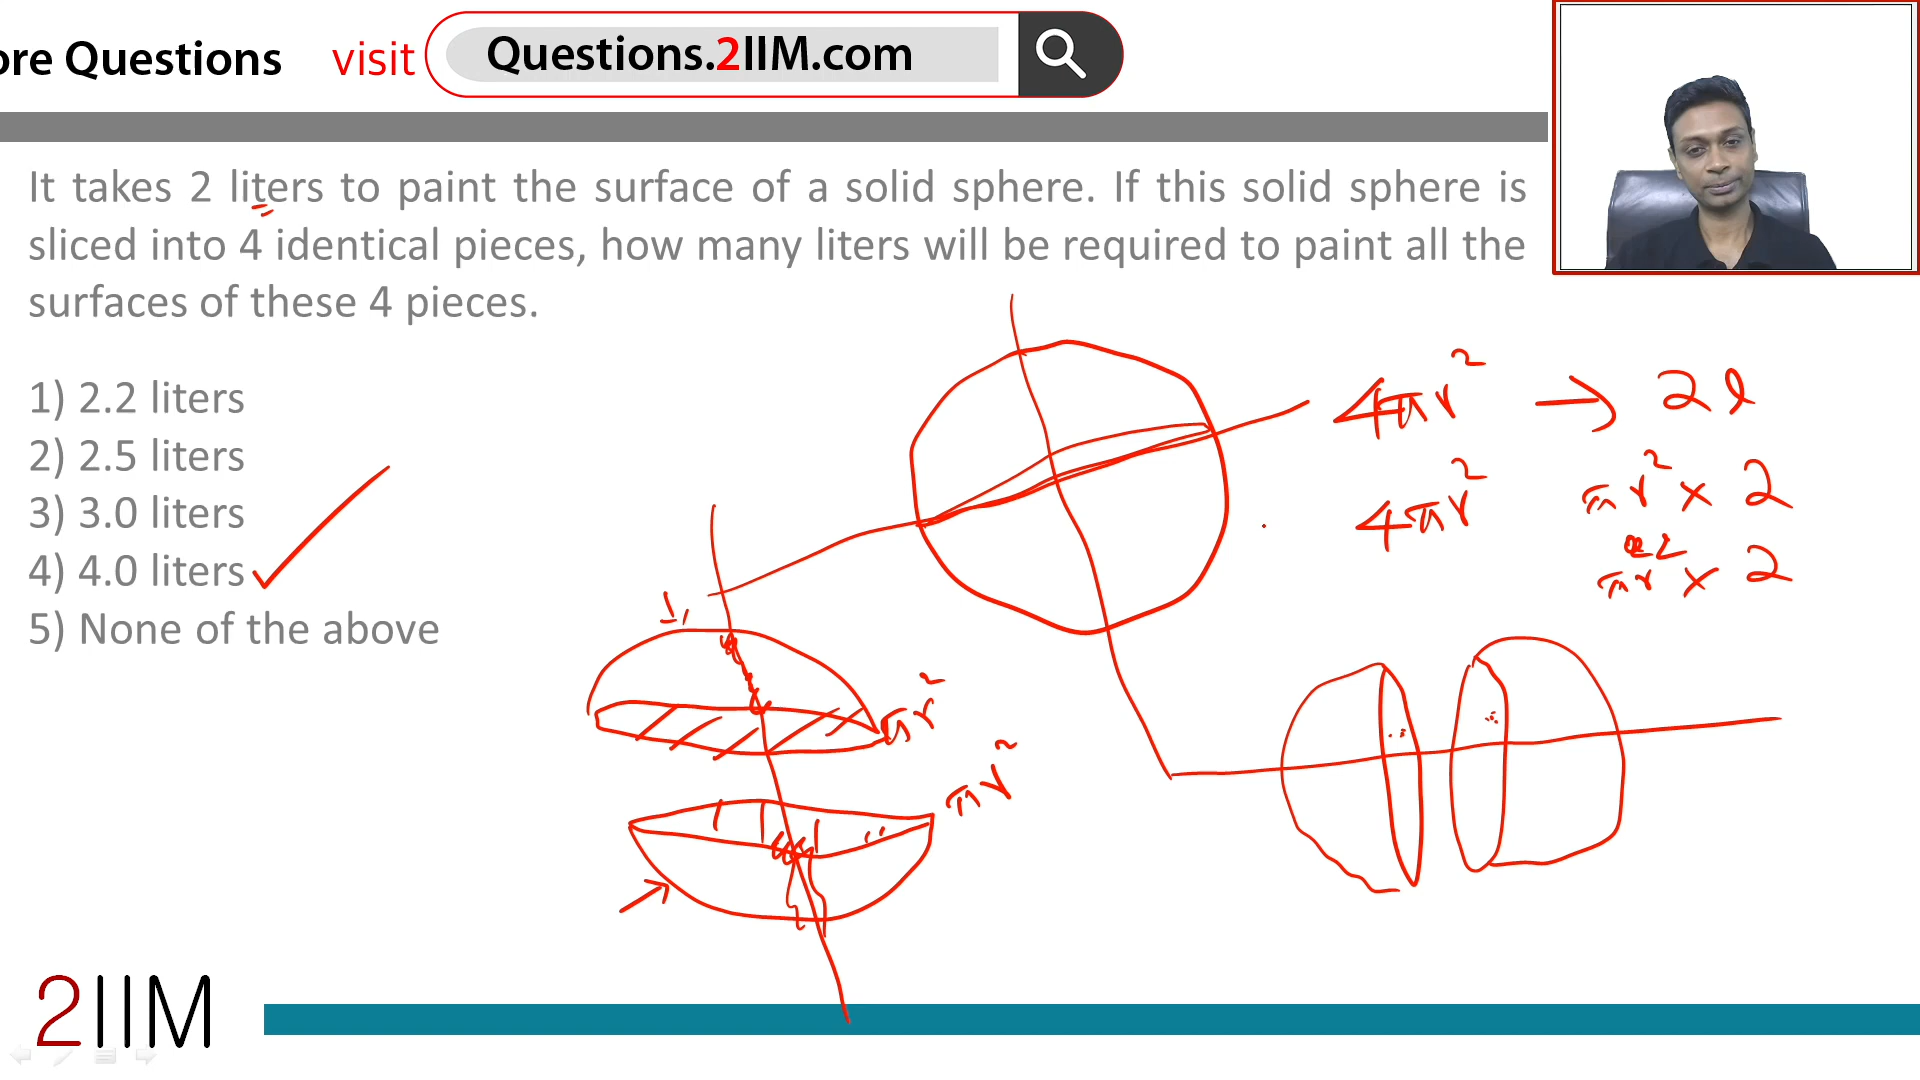 ore Questions visit Questions.2IIM.com
It takes 2 liters to paint the surface of a solid sphere. If this solid sphere is
sliced into 4 identical pieces, how many liters will be required to paint all the
surfaces of these 4 pieces.
1) 2.2 liters
2) 2.5 liters
3) 3.0 liters
4) 4.0 liters
5) None of the above
4πr² → 2l
4πr² πr² × 2
πr² × 2
πr²
πr²
2IIM